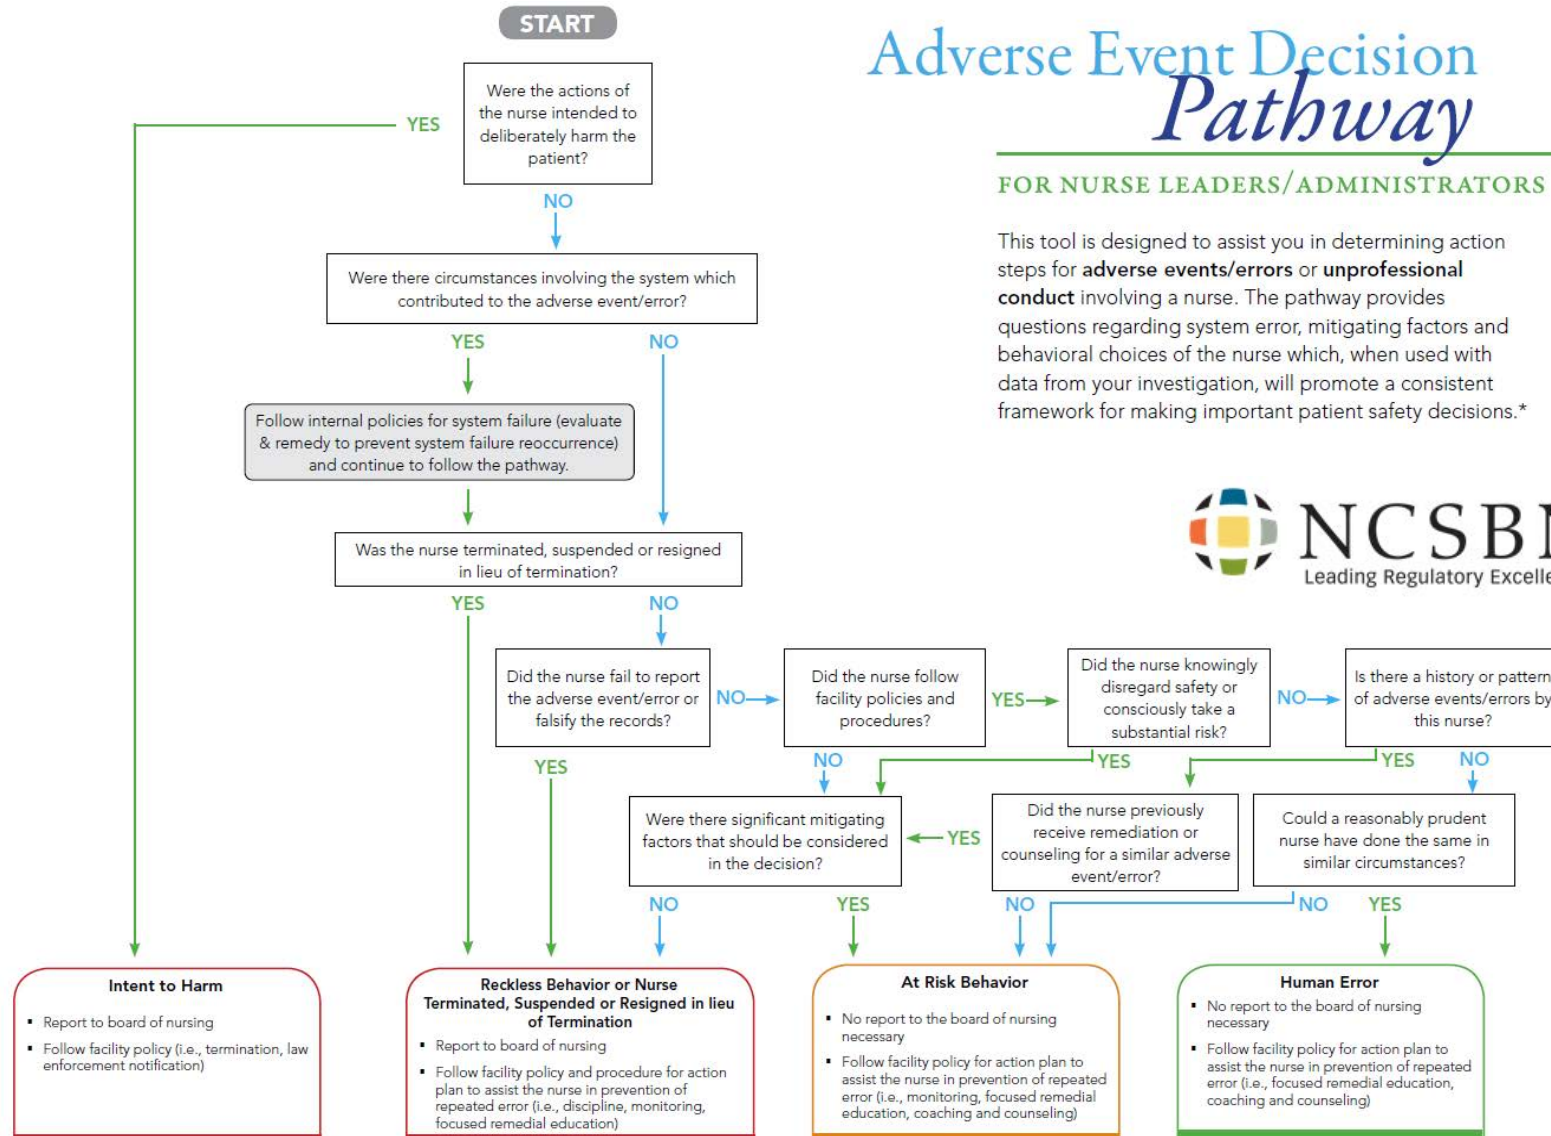 START
Adverse Event Decision
Pathway
FOR NURSE LEADERS/ADMINISTRATORS
This tool is designed to assist you in determining action
steps for adverse events/errors or unprofessional
conduct involving a nurse. The pathway provides
questions regarding system error, mitigating factors and
behavioral choices of the nurse which, when used with
data from your investigation, will promote a consistent
framework for making important patient safety decisions.*
Were the actions of
the nurse intended to
deliberately harm the
patient?
YES
NO
Were there circumstances involving the system which
contributed to the adverse event/error?
YES
NO
Follow internal policies for system failure (evaluate
& remedy to prevent system failure reoccurrence)
and continue to follow the pathway.
NCSBN
Leading Regulatory Excelle
Was the nurse terminated, suspended or resigned
in lieu of termination?
YES
NO
Did the nurse fail to report
the adverse event/error or
falsify the records?
NO
YES
Did the nurse follow
facility policies and
procedures?
YES
NO
Did the nurse knowingly
disregard safety or
consciously take a
substantial risk?
NO
YES
Is there a history or pattern
of adverse events/errors by
this nurse?
YES
NO
Were there significant mitigating
factors that should be considered
in the decision?
YES
Did the nurse previously
receive remediation or
counseling for a similar adverse
event/error?
Could a reasonably prudent
nurse have done the same in
similar circumstances?
NO
YES
NO
NO
YES
Intent to Harm
▪ Report to board of nursing
▪ Follow facility policy (i.e., termination, law
enforcement notification)
Reckless Behavior or Nurse
Terminated, Suspended or Resigned in lieu
of Termination
▪ Report to board of nursing
▪ Follow facility policy and procedure for action
plan to assist the nurse in prevention of
repeated error (i.e., discipline, monitoring,
focused remedial education)
At Risk Behavior
▪ No report to the board of nursing
necessary
▪ Follow facility policy for action plan to
assist the nurse in prevention of repeated
error (i.e., monitoring, focused remedial
education, coaching and counseling)
Human Error
▪ No report to the board of nursing
necessary
▪ Follow facility policy for action plan to
assist the nurse in prevention of repeated
error (i.e., focused remedial education,
coaching and counseling)